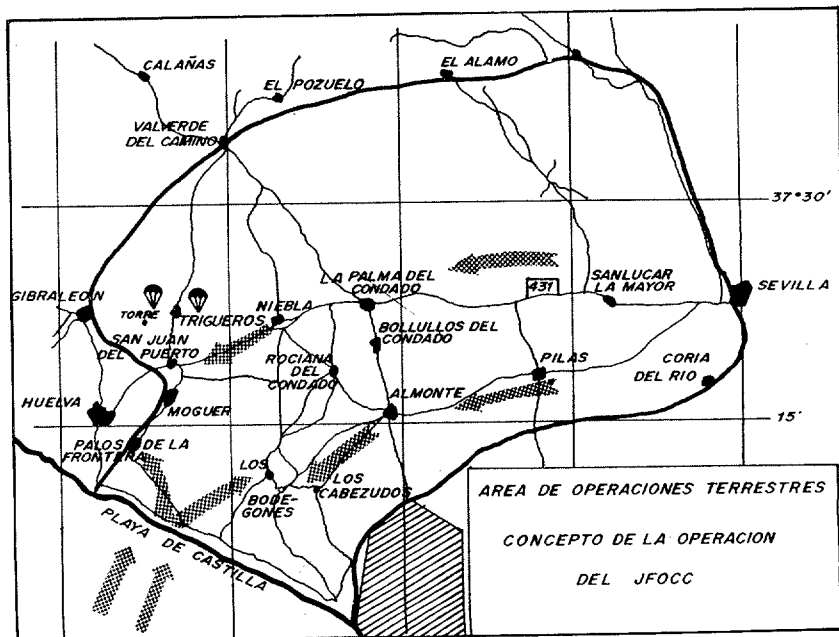 CALAÑAS
EL POZUELO
EL ALAMO
VALVERDE
DEL CAMINO
37°30'
LA PALMA DEL
CONDADO
431
SANLUCAR
LA MAYOR
SEVILLA
GIBRALEON
TORRE
TRIGUEROS
NIEBLA
SAN JUAN
DEL PUERTO
BOLLULLOS DEL
CONDADO
ROCIANA
DEL
CONDADO
PILAS
CORIA
DEL RIO
HUELVA
MOGUER
ALMONTE
15'
PALOS DE LA
FRONTERA
LOS
BODE-
GONES
LOS
CABEZUDOS
PLAYA DE CASTILLA
AREA DE OPERACIONES TERRESTRES
CONCEPTO DE LA OPERACION
DEL JFOCC